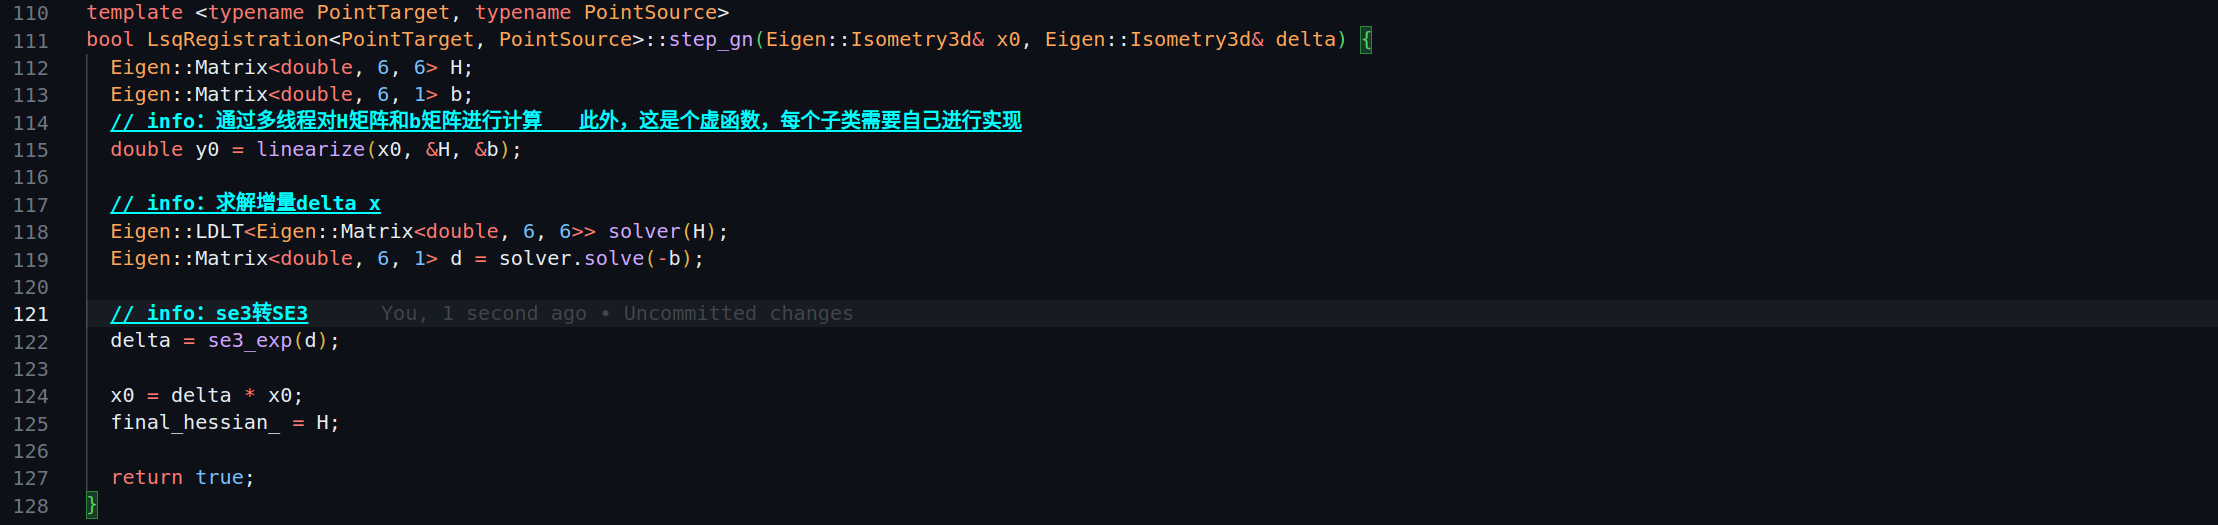 110 template <typename PointTarget, typename PointSource>
111 bool LsqRegistration<PointTarget, PointSource>::step_gn(Eigen::Isometry3d& x0, Eigen::Isometry3d& delta) {
112   Eigen::Matrix<double, 6, 6> H;
113   Eigen::Matrix<double, 6, 1> b;
114   // info：通过多线程对H矩阵和b矩阵进行计算   此外，这是个虚函数，每个子类需要自己进行实现
115   double y0 = linearize(x0, &H, &b);
116
117   // info：求解增量delta x
118   Eigen::LDLT<Eigen::Matrix<double, 6, 6>> solver(H);
119   Eigen::Matrix<double, 6, 1> d = solver.solve(-b);
120
121   // info：se3转SE3      You, 1 second ago • Uncommitted changes
122   delta = se3_exp(d);
123
124   x0 = delta * x0;
125   final_hessian_ = H;
126
127   return true;
128 }